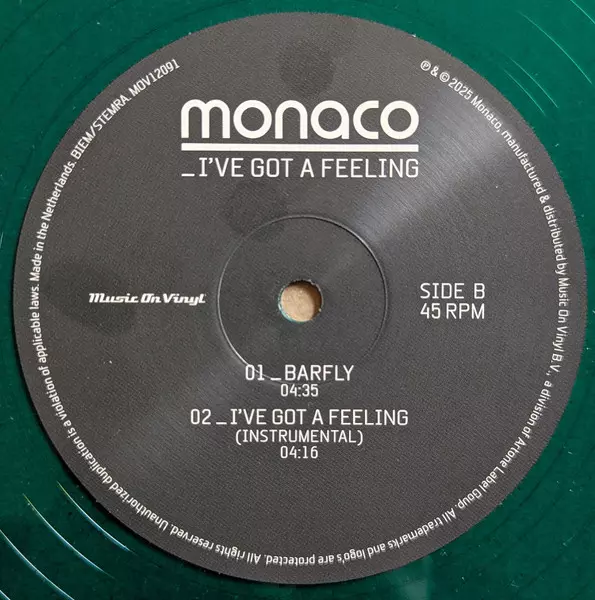 monaco
_I'VE GOT A FEELING
Music On Vinyl
SIDE B
45 RPM
01_BARFLY
04:35
02_I'VE GOT A FEELING
(INSTRUMENTAL)
04:16
℗ & © 2025 Monaco, manufactured & distributed by Music On Vinyl B.V., a division of Artone Label Goup. All trademarks and logo's are protected. All rights reserved. Unauthorized duplication is a violation of applicable laws. Made in the Netherlands. BIEM/STEMRA. MOV12091